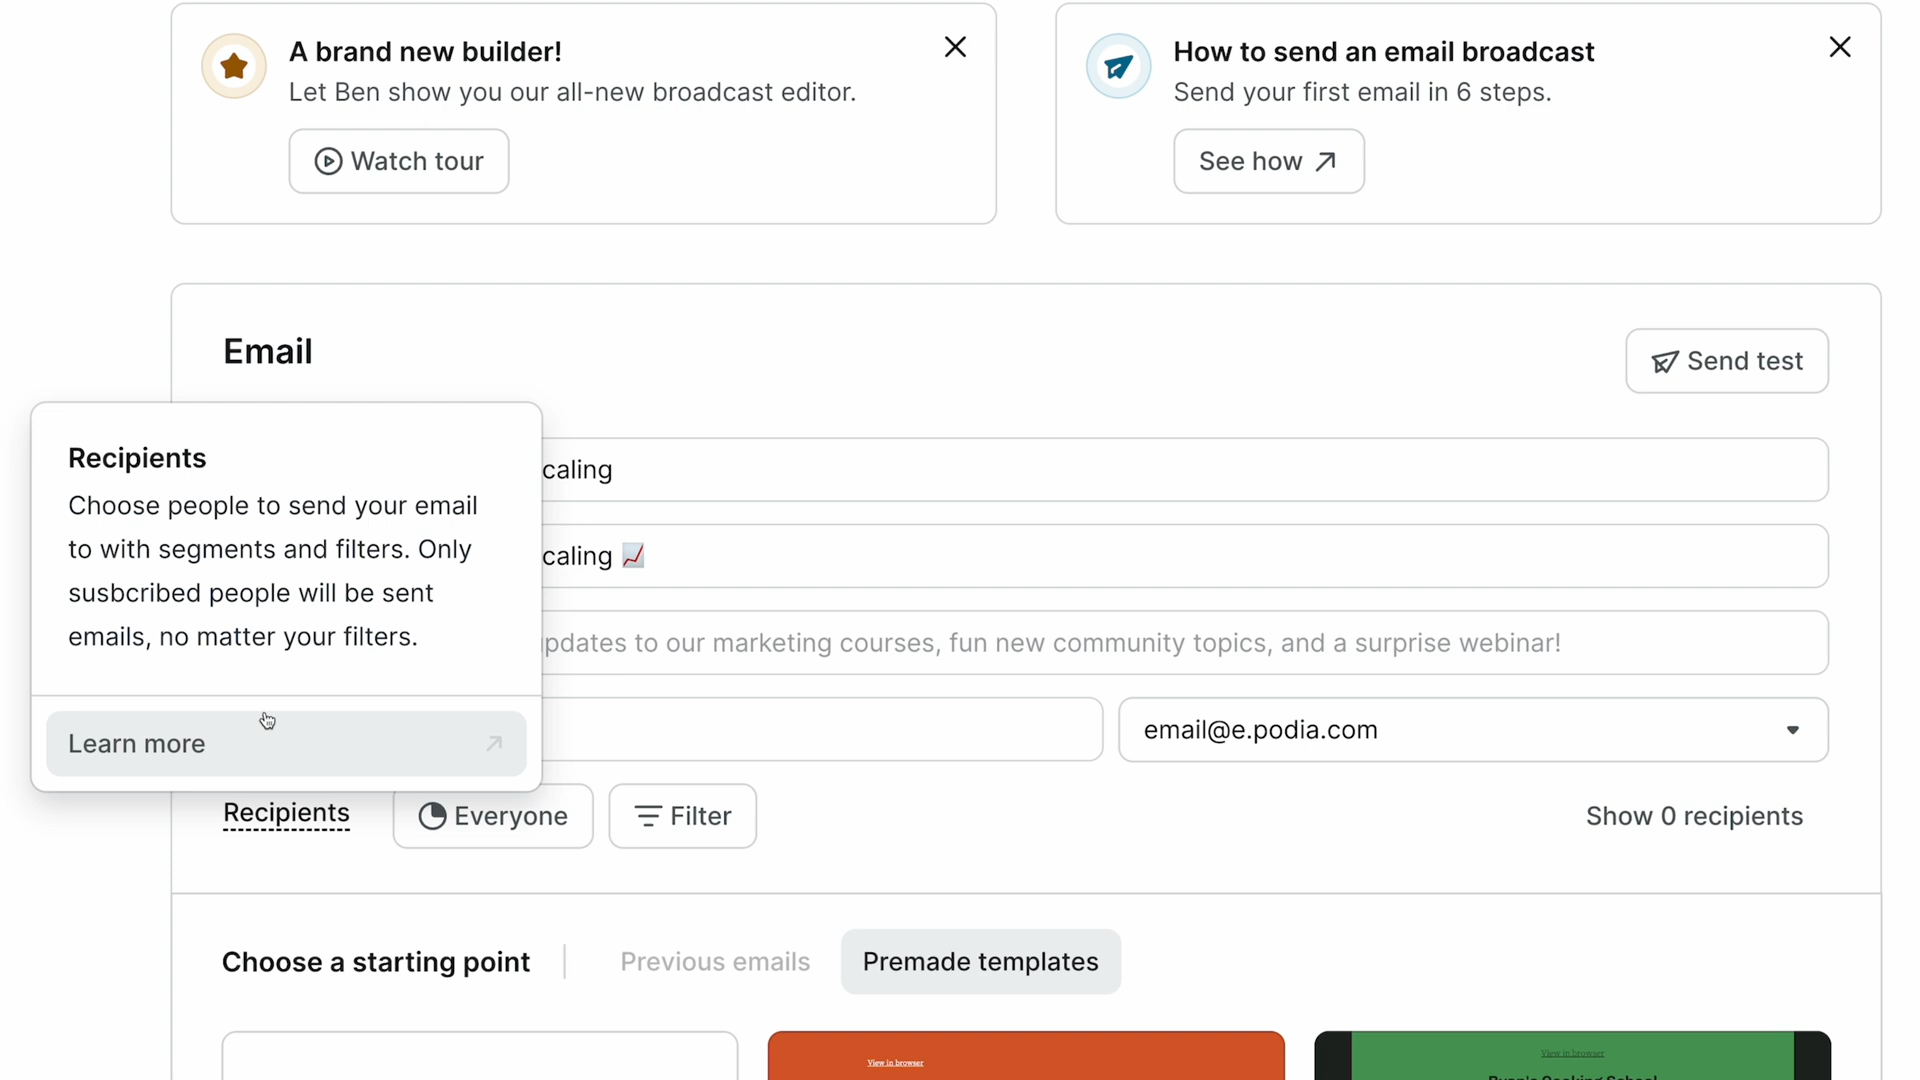 A brand new builder!
Let Ben show you our all-new broadcast editor.
Watch tour
How to send an email broadcast
Send your first email in 6 steps.
See how
Email
Send test
Recipients
Choose people to send your email
to with segments and filters. Only
susbcribed people will be sent
emails, no matter your filters.
Learn more
caling
caling
pdates to our marketing courses, fun new community topics, and a surprise webinar!
email@e.podia.com
Recipients
Everyone
Filter
Show 0 recipients
Choose a starting point
Previous emails
Premade templates
View in browser
View in browser